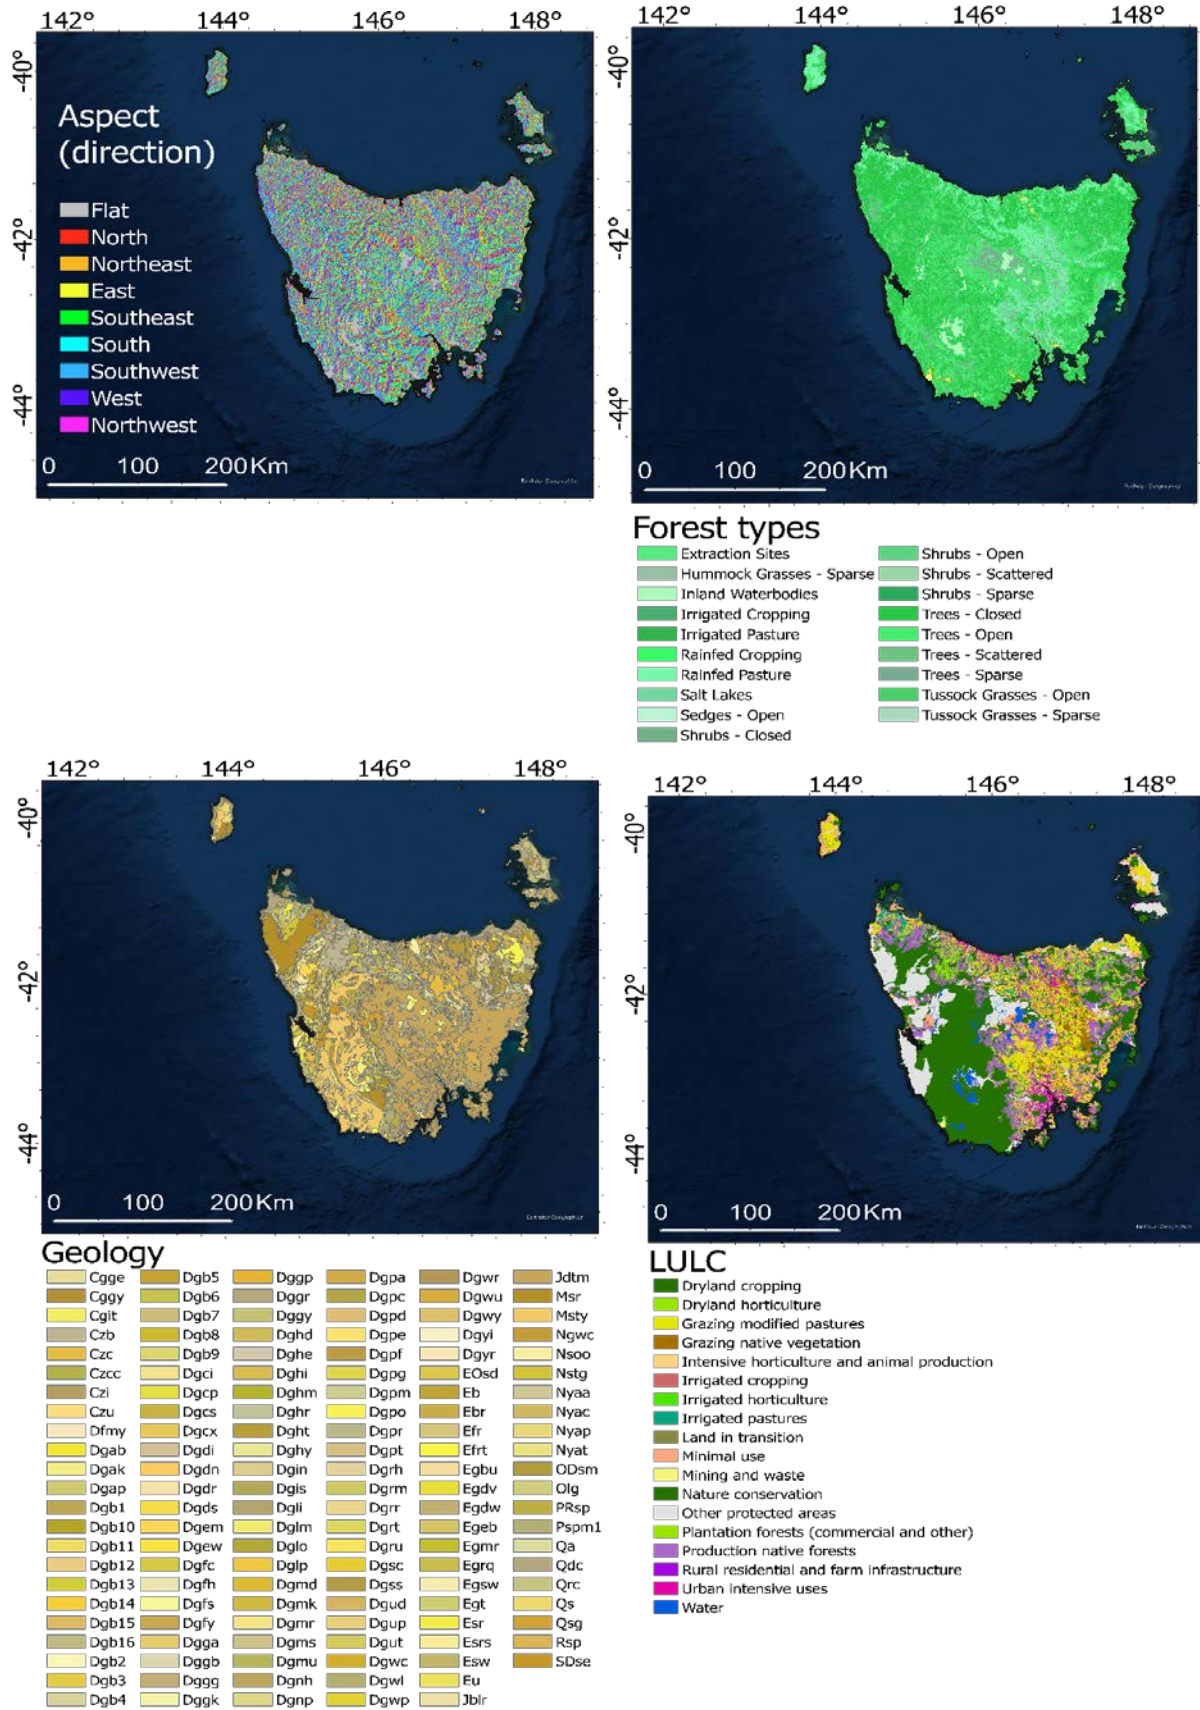 142° 144° 146° 148°
-40°
-42°
-44°
Aspect
(direction)
Flat
North
Northeast
East
Southeast
South
Southwest
West
Northwest
0 100 200Km
142° 144° 146° 148°
-40°
-42°
-44°
0 100 200Km
Forest types
Extraction Sites
Hummock Grasses - Sparse
Inland Waterbodies
Irrigated Cropping
Irrigated Pasture
Rainfed Cropping
Rainfed Pasture
Salt Lakes
Sedges - Open
Shrubs - Closed
Shrubs - Open
Shrubs - Scattered
Shrubs - Sparse
Trees - Closed
Trees - Open
Trees - Scattered
Trees - Sparse
Tussock Grasses - Open
Tussock Grasses - Sparse
142° 144° 146° 148°
-40°
-42°
-44°
0 100 200Km
Geology
Cgge
Cggy
Cgit
Czb
Czc
Czcc
Czi
Czu
Dfmy
Dgab
Dgak
Dgap
Dgb1
Dgb10
Dgb11
Dgb12
Dgb13
Dgb14
Dgb15
Dgb16
Dgb2
Dgb3
Dgb4
Dgb5
Dgb6
Dgb7
Dgb8
Dgb9
Dgci
Dgcp
Dgcs
Dgcx
Dgdi
Dgdn
Dgdr
Dgds
Dgem
Dgew
Dgfc
Dgfh
Dgfs
Dgfy
Dgga
Dggb
Dggg
Dggk
Dggp
Dggr
Dggy
Dghd
Dghe
Dghi
Dghm
Dghr
Dght
Dghy
Dgin
Dgis
Dgli
Dglm
Dglo
Dglp
Dgmd
Dgmk
Dgmr
Dgms
Dgmu
Dgnh
Dgnp
Dgpa
Dgpc
Dgpd
Dgpe
Dgpf
Dgpg
Dgpm
Dgpo
Dgpr
Dgpt
Dgrh
Dgrm
Dgrr
Dgrt
Dgru
Dgsc
Dgss
Dgud
Dgup
Dgut
Dgwc
Dgwl
Dgwp
Dgwr
Dgwu
Dgwy
Dgyi
Dgyr
EOsd
Eb
Ebr
Efr
Efrt
Egbu
Egdv
Egdw
Egeb
Egmr
Egrq
Egsw
Egt
Esr
Esrs
Esw
Eu
Jblr
Jdtm
Msr
Msty
Ngwc
Nsoo
Nstg
Nyaa
Nyac
Nyap
Nyat
ODsm
Olg
PRsp
Pspm1
Qa
Qdc
Qrc
Qs
Qsg
Rsp
SDse
142° 144° 146° 148°
-40°
-42°
-44°
0 100 200Km
LULC
Dryland cropping
Dryland horticulture
Grazing modified pastures
Grazing native vegetation
Intensive horticulture and animal production
Irrigated cropping
Irrigated horticulture
Irrigated pastures
Land in transition
Minimal use
Mining and waste
Nature conservation
Other protected areas
Plantation forests (commercial and other)
Production native forests
Rural residential and farm infrastructure
Urban intensive uses
Water